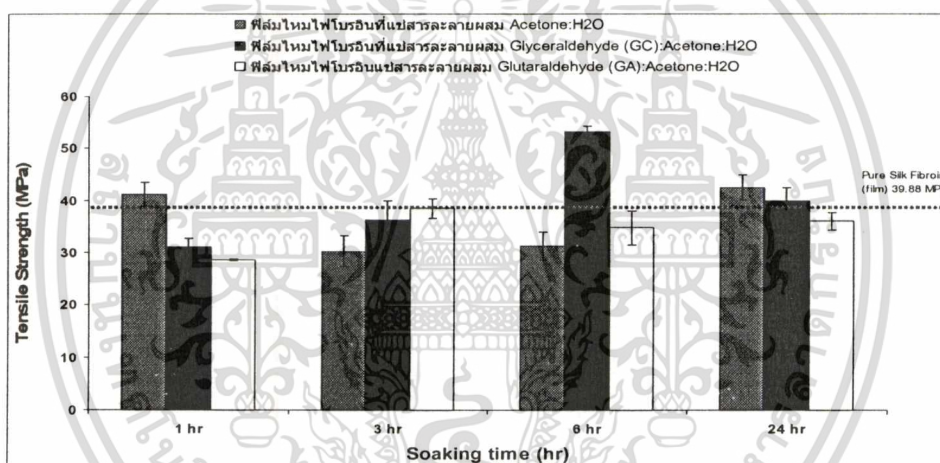 ฟิล์มไหมไฟโบรอินที่แช่สารละลายผสม Acetone:H2O
ฟิล์มไหมไฟโบรอินที่แช่สารละลายผสม Glyceraldehyde (GC):Acetone:H2O
ฟิล์มไหมไฟโบรอินแช่สารละลายผสม Glutaraldehyde (GA):Acetone:H2O
60
50
Pure Silk Fibroin
(film) 39.88 MP
40
30
20
10
0
Tensile Strength (MPa)
1 hr 3 hr 6 hr 24 hr
Soaking time (hr)